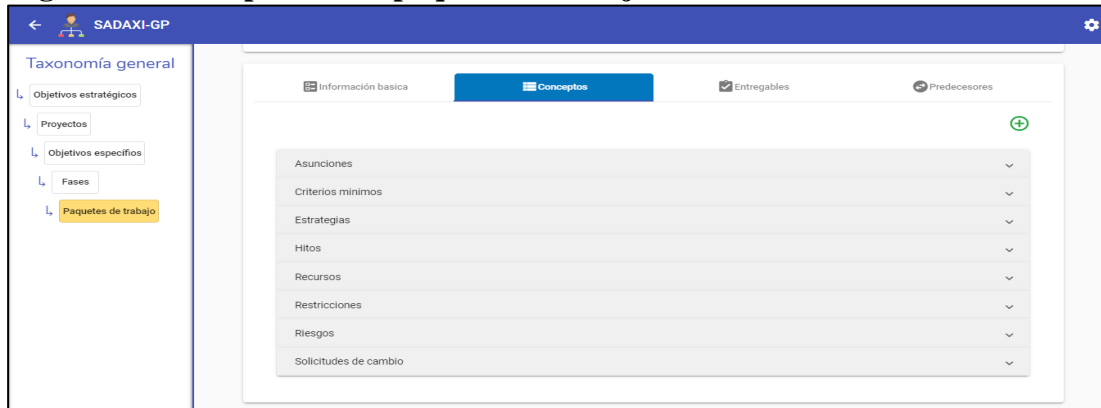 SADAXI-GP
Taxonomía general
Objetivos estratégicos
Proyectos
Objetivos específios
Fases
Paquetes de trabajo
Información basica
Conceptos
Entregables
Predecesores
Asunciones
Criterios minimos
Estrategias
Hitos
Recursos
Restricciones
Riesgos
Solicitudes de cambio